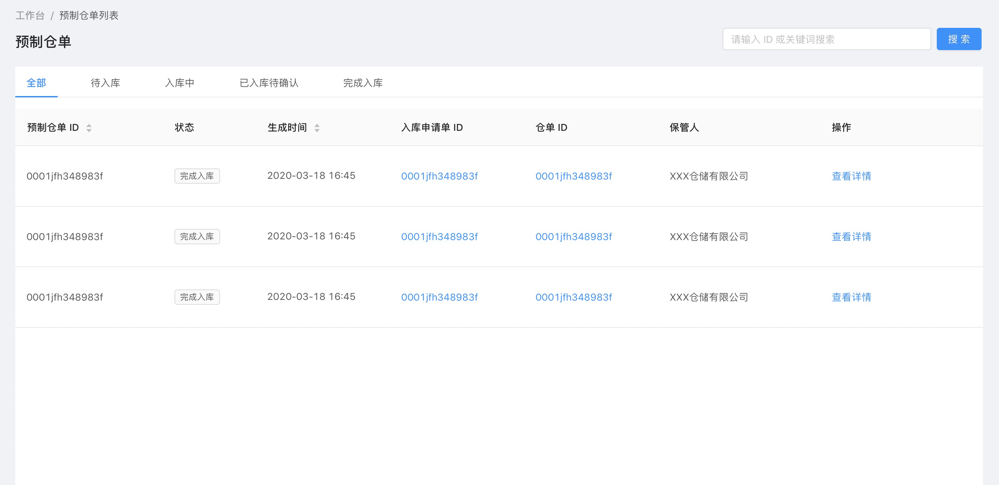 工作台 / 预制仓单列表
预制仓单
请输入 ID 或关键词搜索 搜 索
全部 待入库 入库中 已入库待确认 完成入库
预制仓单 ID 状态 生成时间 入库申请单 ID 仓单 ID 保管人 操作
0001jfh348983f 完成入库 2020-03-18 16:45 0001jfh348983f 0001jfh348983f XXX仓储有限公司 查看详情
0001jfh348983f 完成入库 2020-03-18 16:45 0001jfh348983f 0001jfh348983f XXX仓储有限公司 查看详情
0001jfh348983f 完成入库 2020-03-18 16:45 0001jfh348983f 0001jfh348983f XXX仓储有限公司 查看详情